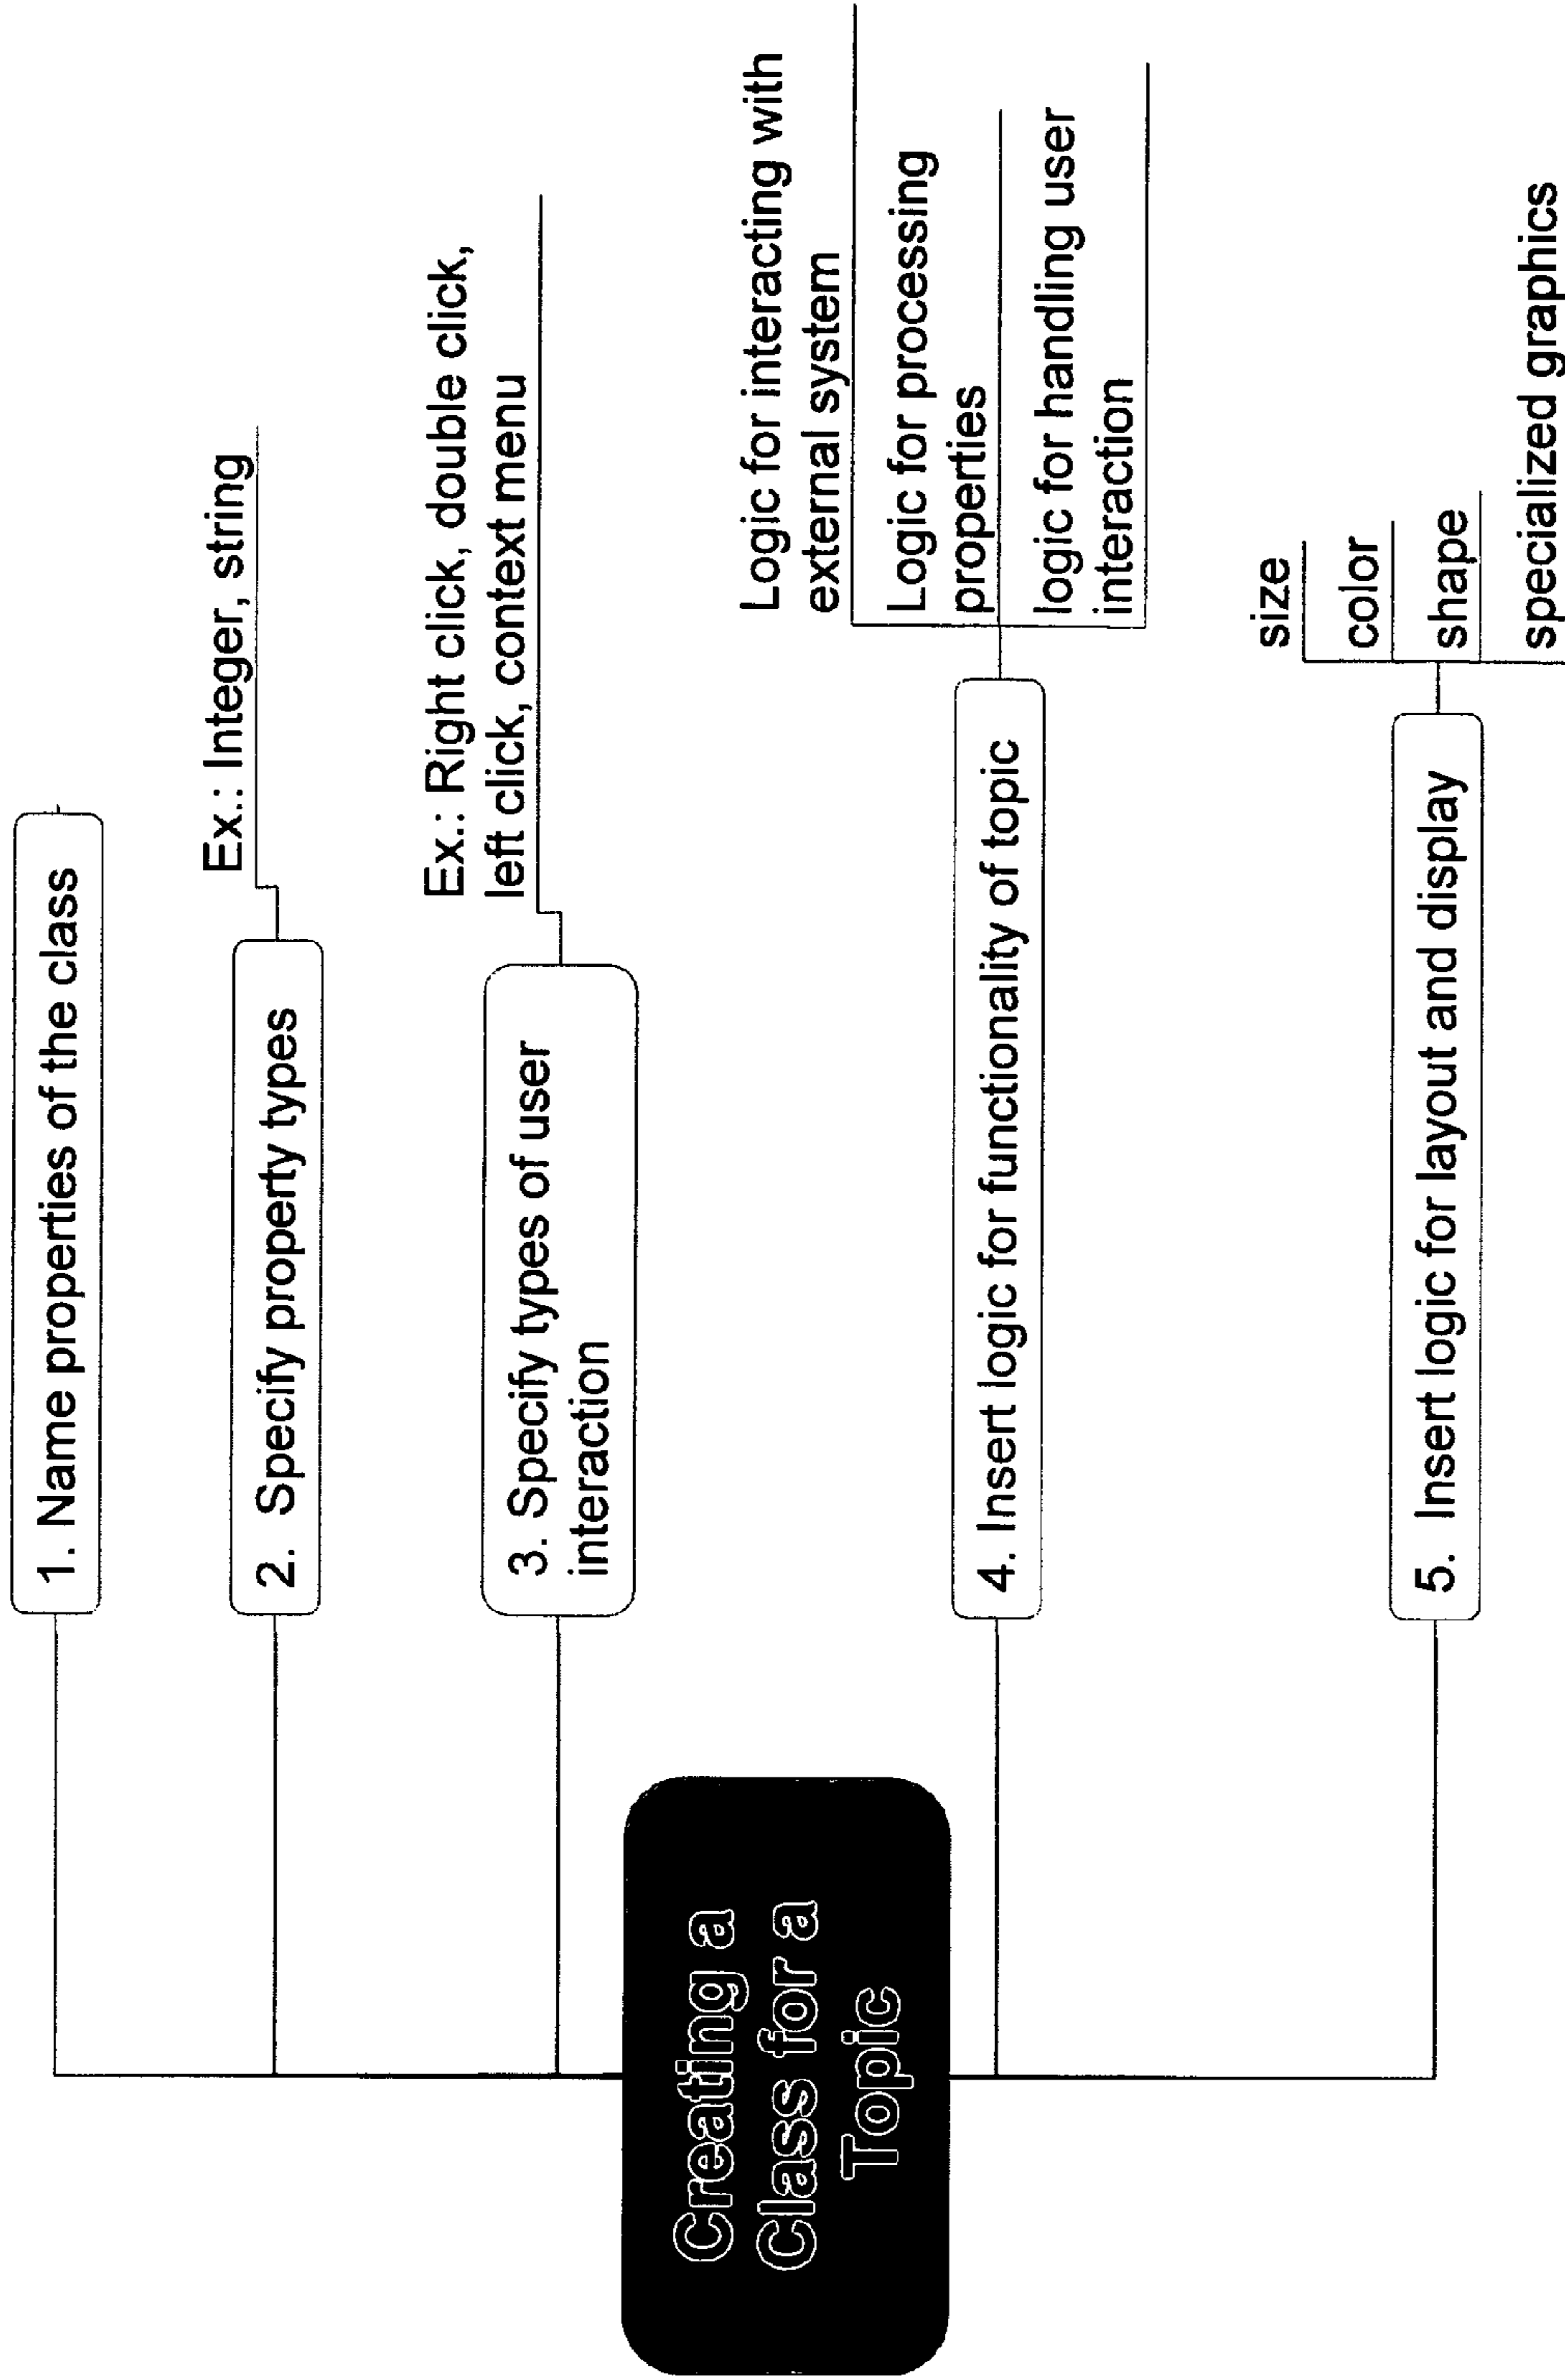 Creating a
Class for a
Topic
1. Name properties of the class
2. Specify property types
Ex.: Integer, string
3. Specify types of user
interaction
Ex.: Right click, double click,
left click, context menu
4. Insert logic for functionality of topic
Logic for interacting with
external system
Logic for processing
properties
logic for handling user
interaction
5. Insert logic for layout and display
size
color
shape
specialized graphics